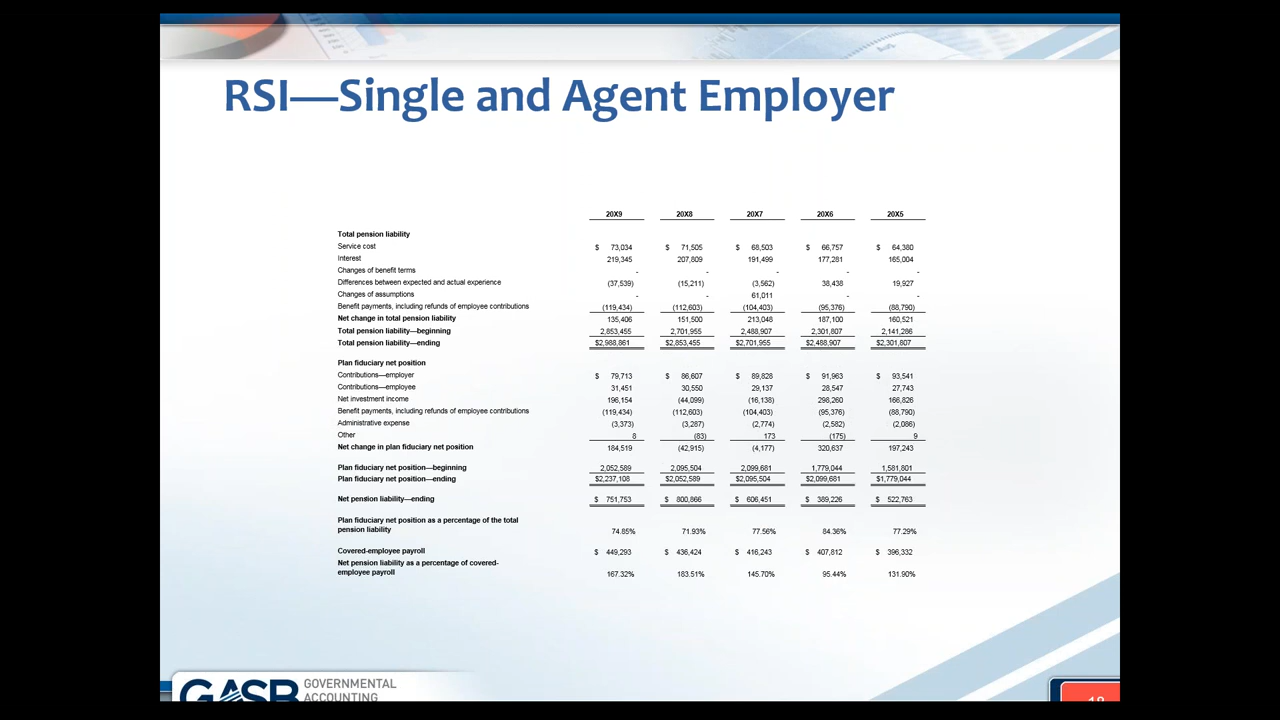 RSI—Single and Agent Employer
20X9 20X8 20X7 20X6 20X5
Total pension liability
Service cost $ 73,034 $ 71,505 $ 68,503 $ 66,757 $ 64,380
Interest 219,345 207,809 191,499 177,281 165,004
Changes of benefit terms - - - - -
Differences between expected and actual experience (37,539) (15,211) (3,562) 38,438 19,927
Changes of assumptions - - 61,011 - -
Benefit payments, including refunds of employee contributions (119,434) (112,603) (104,403) (95,376) (88,790)
Net change in total pension liability 135,406 151,500 213,048 187,100 160,521
Total pension liability—beginning 2,853,455 2,701,955 2,488,907 2,301,807 2,141,286
Total pension liability—ending $2,988,861 $2,853,455 $2,701,955 $2,488,907 $2,301,807
Plan fiduciary net position
Contributions—employer $ 79,713 $ 86,607 $ 89,828 $ 91,963 $ 93,541
Contributions—employee 31,451 30,550 29,137 28,547 27,743
Net investment income 196,154 (44,099) (16,138) 298,260 166,826
Benefit payments, including refunds of employee contributions (119,434) (112,603) (104,403) (95,376) (88,790)
Administrative expense (3,373) (3,287) (2,774) (2,582) (2,086)
Other 8 (83) 173 (175) 9
Net change in plan fiduciary net position 184,519 (42,915) (4,177) 320,637 197,243
Plan fiduciary net position—beginning 2,052,589 2,095,504 2,099,681 1,779,044 1,581,801
Plan fiduciary net position—ending $2,237,108 $2,052,589 $2,095,504 $2,099,681 $1,779,044
Net pension liability—ending $ 751,753 $ 800,866 $ 606,451 $ 389,226 $ 522,763
Plan fiduciary net position as a percentage of the total
pension liability 74.85% 71.93% 77.56% 84.36% 77.29%
Covered-employee payroll $ 449,293 $ 436,424 $ 416,243 $ 407,812 $ 396,332
Net pension liability as a percentage of covered-
employee payroll 167.32% 183.51% 145.70% 95.44% 131.90%
GASB GOVERNMENTAL
ACCOUNTING